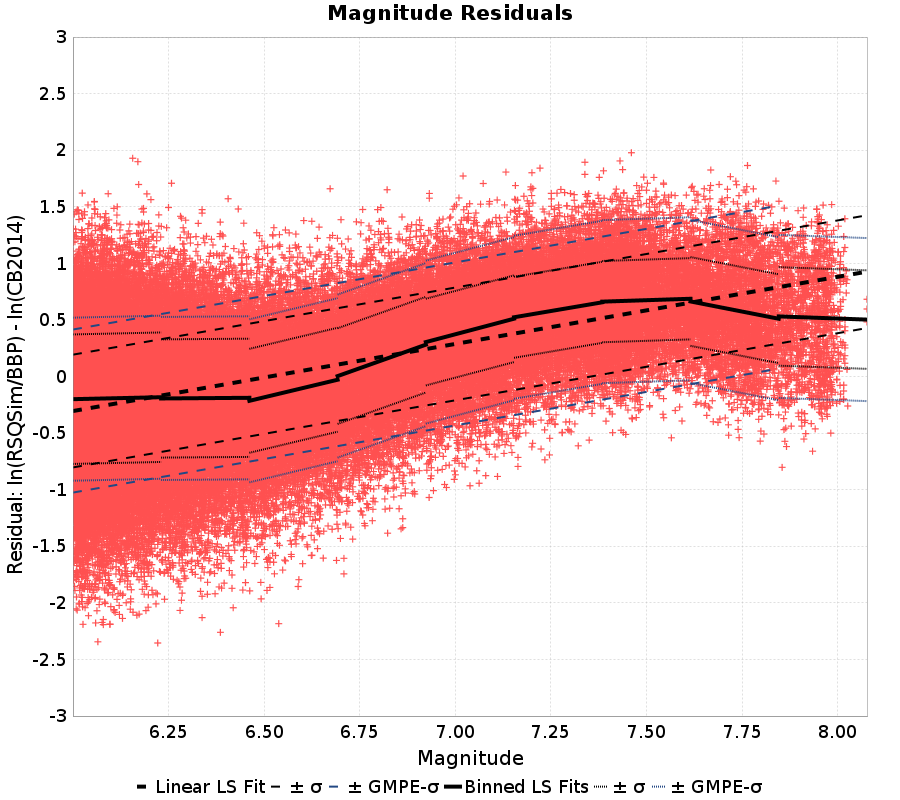 Magnitude Residuals
Residual: ln(RSQSim/BBP) - ln(CB2014)
3
2.5
2
1.5
1
0.5
0
-0.5
-1
-1.5
-2
-2.5
-3
6.25 6.50 6.75 7.00 7.25 7.50 7.75 8.00
Magnitude
Linear LS Fit ± σ ± GMPE-σ Binned LS Fits ± σ ± GMPE-σ